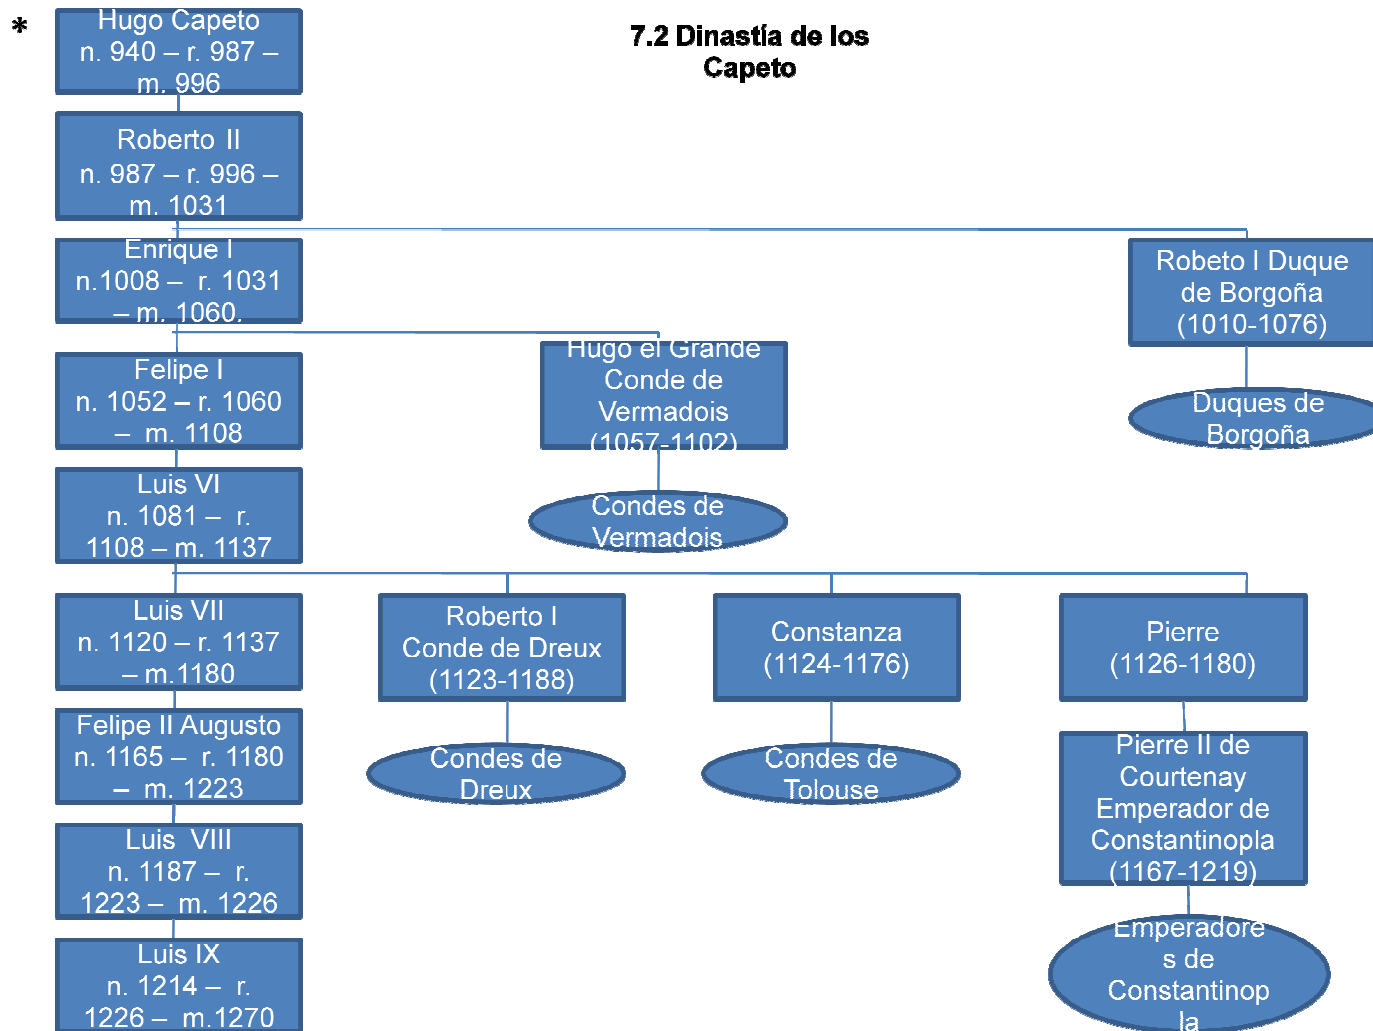 *
7.2 Dinastía de los
Capeto
Hugo Capeto
n. 940 – r. 987 –
m. 996
Roberto II
n. 987 – r. 996 –
m. 1031
Enrique I
n.1008 – r. 1031
– m. 1060.
Robeto I Duque
de Borgoña
(1010-1076)
Duques de
Borgoña
Felipe I
n. 1052 – r. 1060
– m. 1108
Hugo el Grande
Conde de
Vermadois
(1057-1102)
Condes de
Vermadois
Luis VI
n. 1081 – r.
1108 – m. 1137
Luis VII
n. 1120 – r. 1137
– m.1180
Roberto I
Conde de Dreux
(1123-1188)
Condes de
Dreux
Constanza
(1124-1176)
Condes de
Tolouse
Pierre
(1126-1180)
Pierre II de
Courtenay
Emperador de
Constantinopla
(1167-1219)
Emperadore
s de
Constantinop
la
Felipe II Augusto
n. 1165 – r. 1180
– m. 1223
Luis VIII
n. 1187 – r.
1223 – m. 1226
Luis IX
n. 1214 – r.
1226 – m.1270